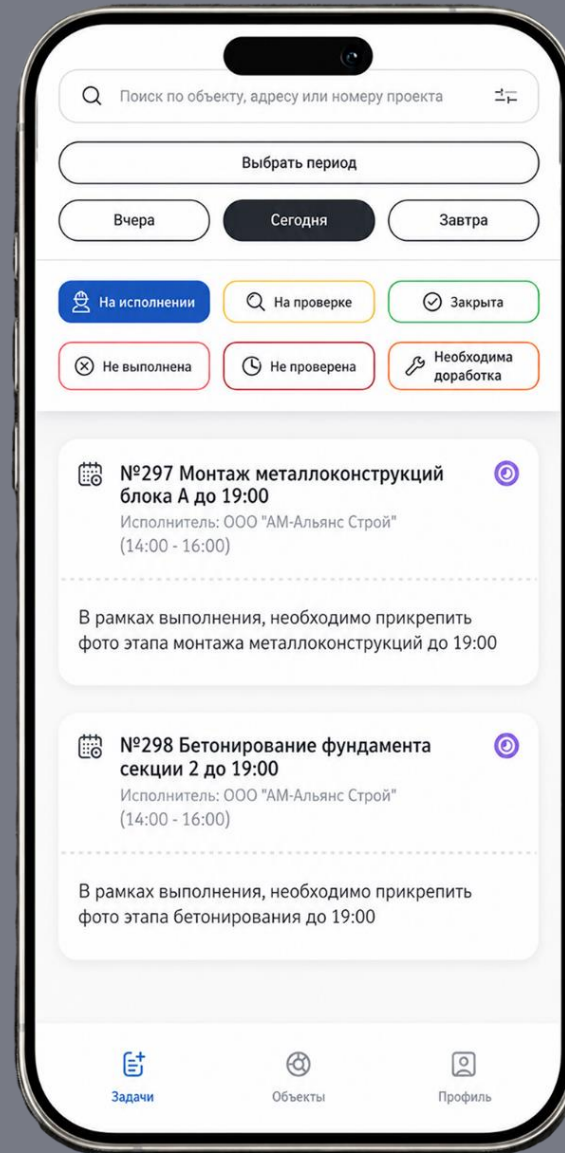 Поиск по объекту, адресу или номеру проекта
Выбрать период
Вчера
Сегодня
Завтра
На исполнении
На проверке
Закрыта
Не выполнена
Не проверена
Необходима
доработка
№297 Монтаж металлоконструкций
блока А до 19:00
Исполнитель: ООО "АМ-Альянс Строй"
(14:00 - 16:00)
В рамках выполнения, необходимо прикрепить
фото этапа монтажа металлоконструкций до 19:00
№298 Бетонирование фундамента
секции 2 до 19:00
Исполнитель: ООО "АМ-Альянс Строй"
(14:00 - 16:00)
В рамках выполнения, необходимо прикрепить
фото этапа бетонирования до 19:00
Задачи
Объекты
Профиль